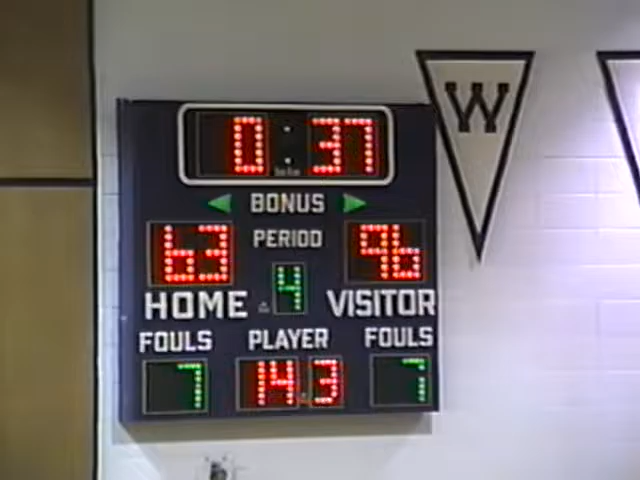 0:37
BONUS
63 PERIOD 96
4
HOME VISITOR
FOULS PLAYER FOULS
7 14 3 7
W